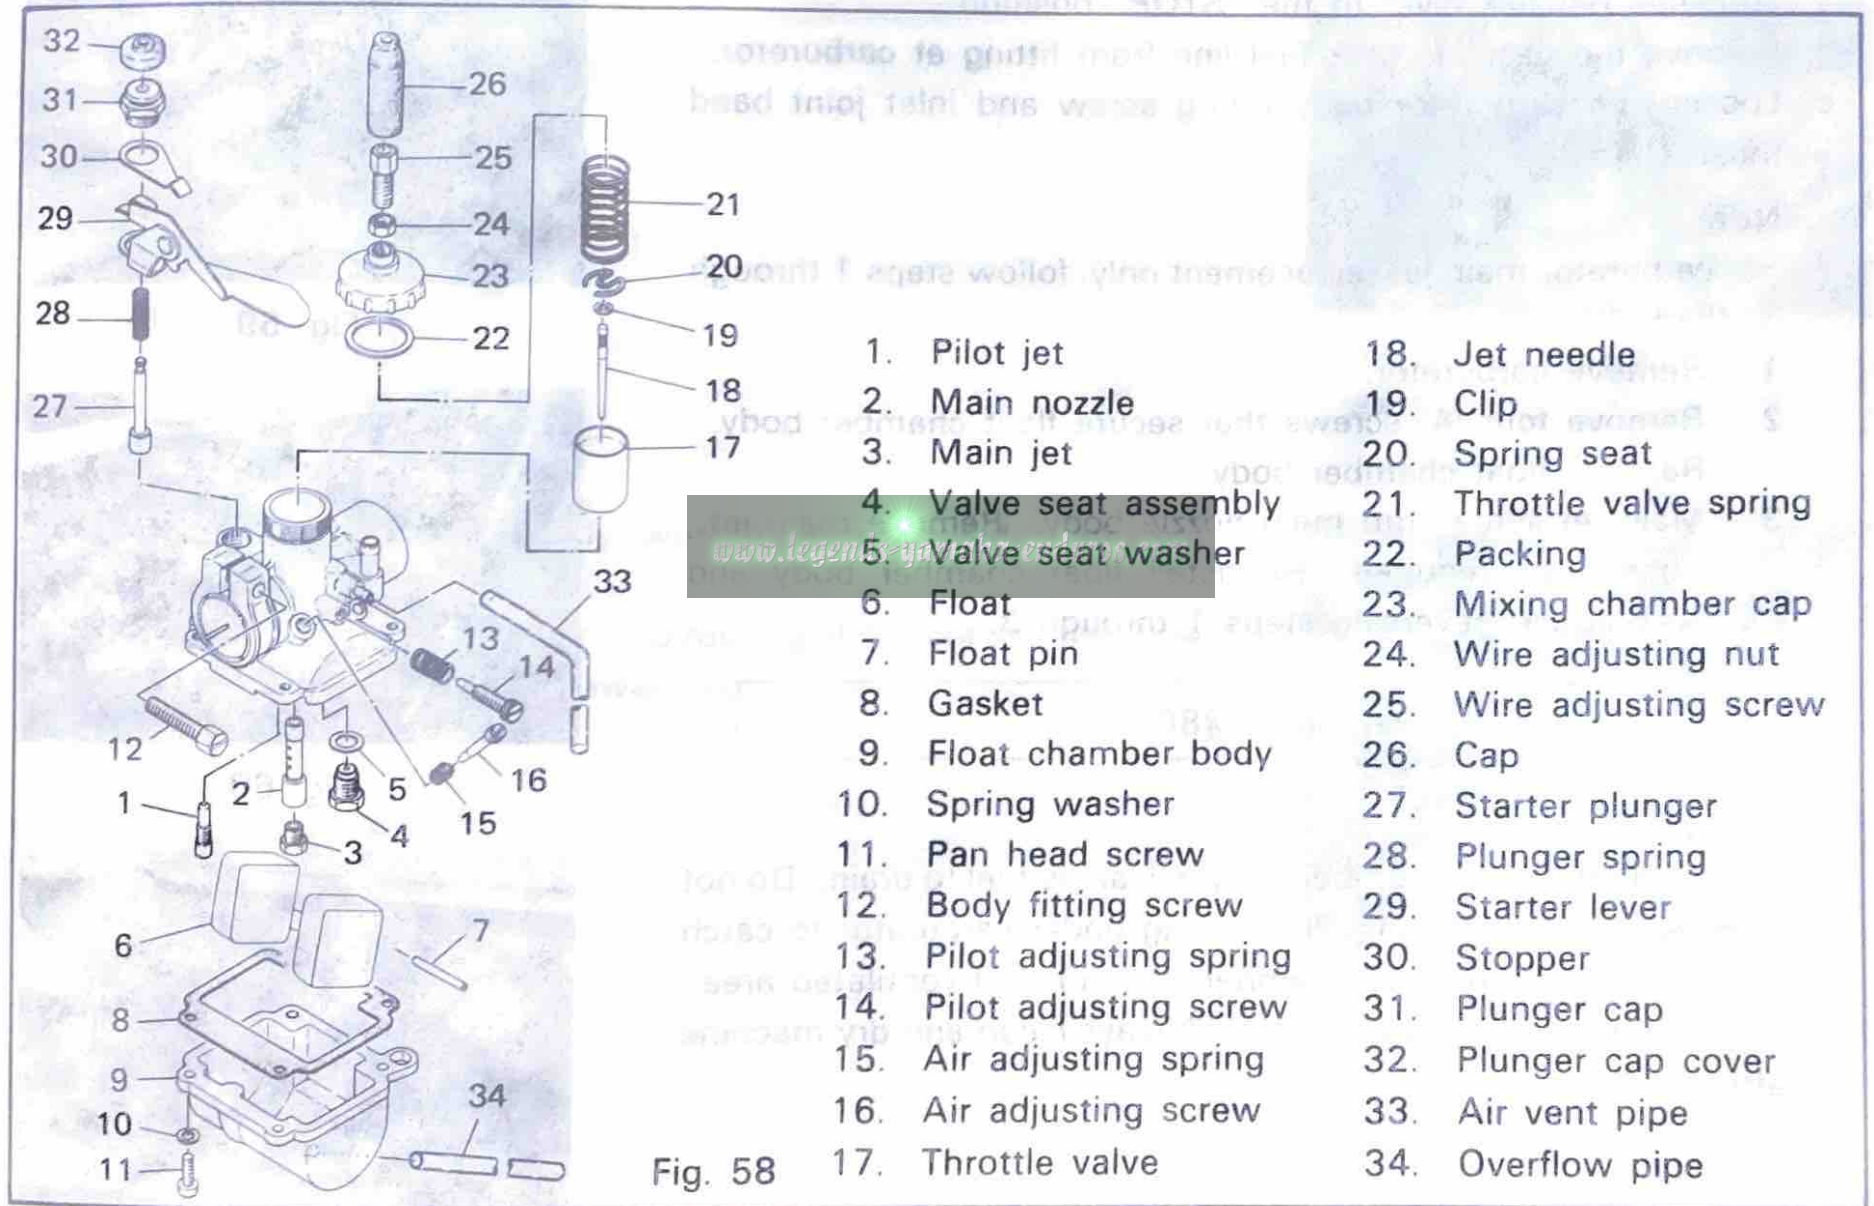 32
31
30
29
28
27
26
25
24
23
22
21
20
19
18
17
33
13
14
12
16
15
5
4
1
2
3
6
7
8
9
10
11
34
Fig. 58
1. Pilot jet
2. Main nozzle
3. Main jet
4. Valve seat assembly
5. Valve seat washer
6. Float
7. Float pin
8. Gasket
9. Float chamber body
10. Spring washer
11. Pan head screw
12. Body fitting screw
13. Pilot adjusting spring
14. Pilot adjusting screw
15. Air adjusting spring
16. Air adjusting screw
17. Throttle valve
18. Jet needle
19. Clip
20. Spring seat
21. Throttle valve spring
22. Packing
23. Mixing chamber cap
24. Wire adjusting nut
25. Wire adjusting screw
26. Cap
27. Starter plunger
28. Plunger spring
29. Starter lever
30. Stopper
31. Plunger cap
32. Plunger cap cover
33. Air vent pipe
34. Overflow pipe